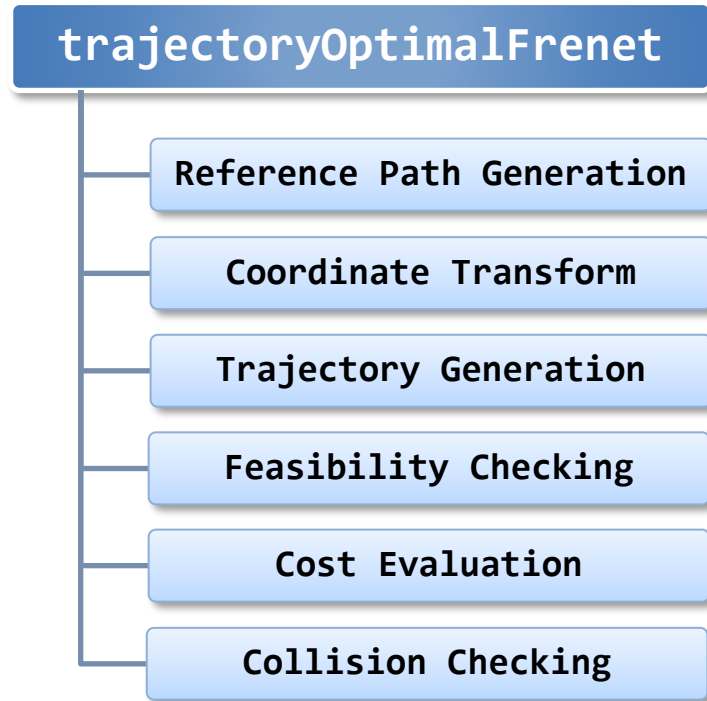 trajectoryOptimalFrenet
Reference Path Generation
Coordinate Transform
Trajectory Generation
Feasibility Checking
Cost Evaluation
Collision Checking